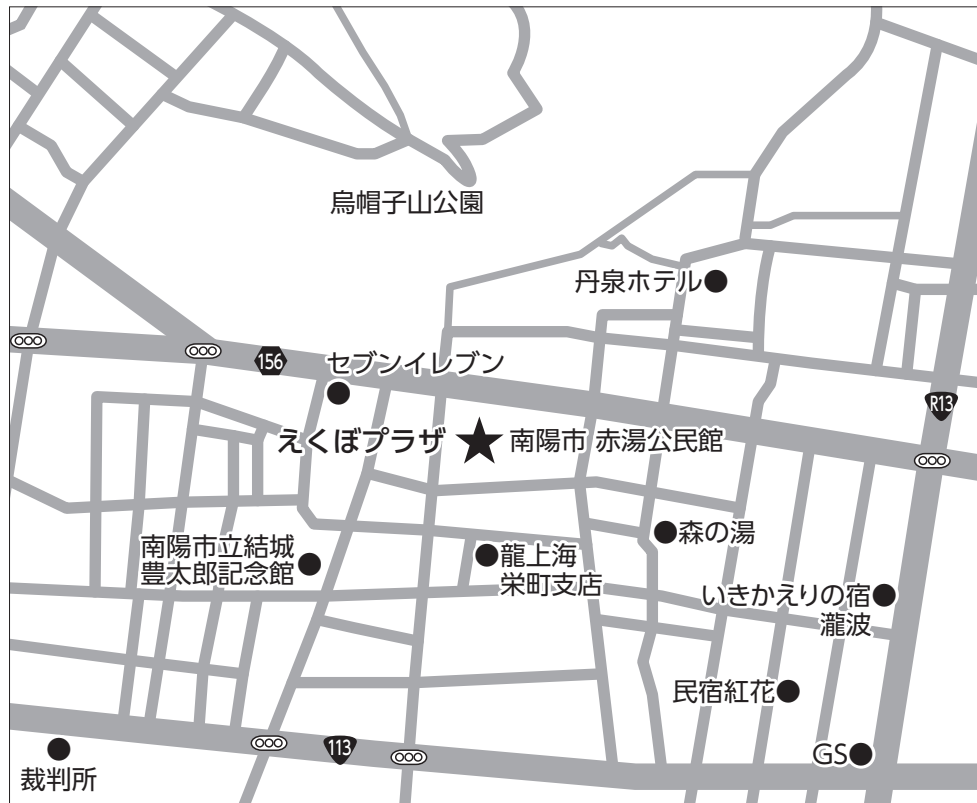 烏帽子山公園
丹泉ホテル
156
セブンイレブン
R13
えくぼプラザ
南陽市 赤湯公民館
森の湯
南陽市立結城
豊太郎記念館
龍上海
栄町支店
いきかえりの宿
瀧波
民宿紅花
113
GS
裁判所